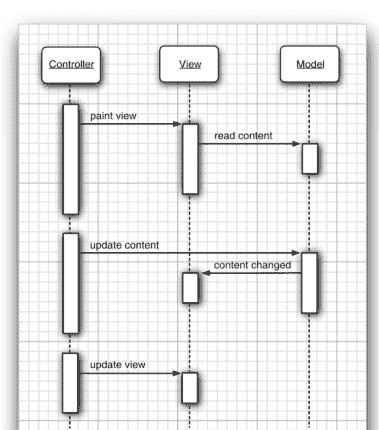 Controller
View
Model
paint view
read content
update content
content changed
update view